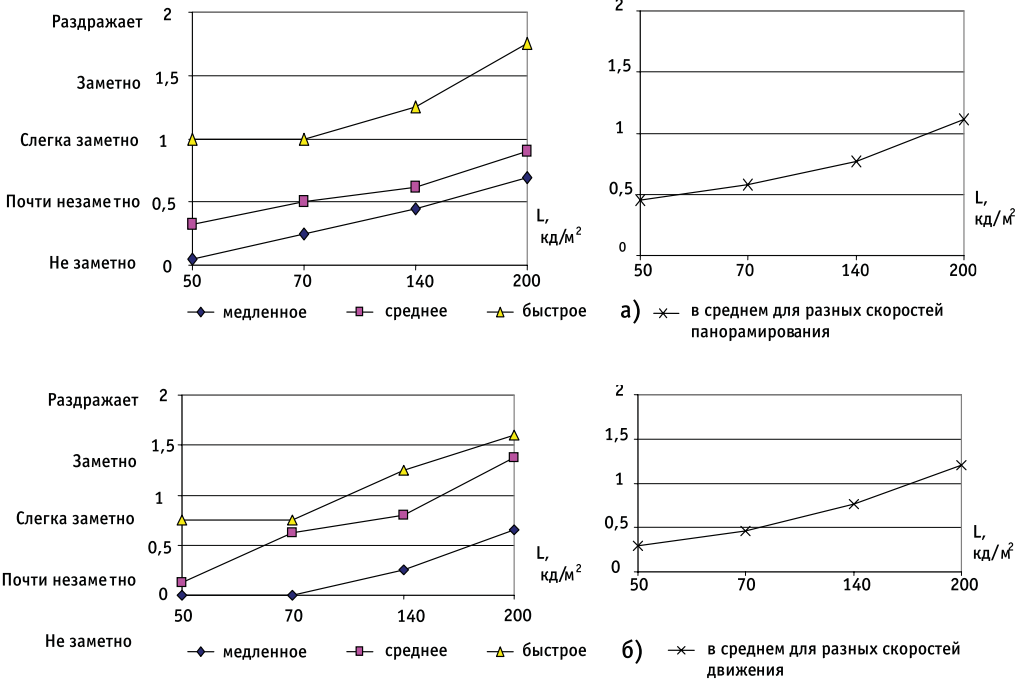 Раздражает
Заметно
Слегка заметно
Почти незаметно
Не заметно
2
1,5
1
0,5
0
50 70 140 200
L,
кд/м²
медленное среднее быстрое
2
1,5
1
0,5
0
50 70 140 200
L,
кд/м²
а) в среднем для разных скоростей
панорамирования
Раздражает
Заметно
Слегка заметно
Почти незаметно
Не заметно
2
1,5
1
0,5
0
50 70 140 200
L,
кд/м²
медленное среднее быстрое
2
1,5
1
0,5
0
50 70 140 200
L,
кд/м²
б) в среднем для разных скоростей
движения